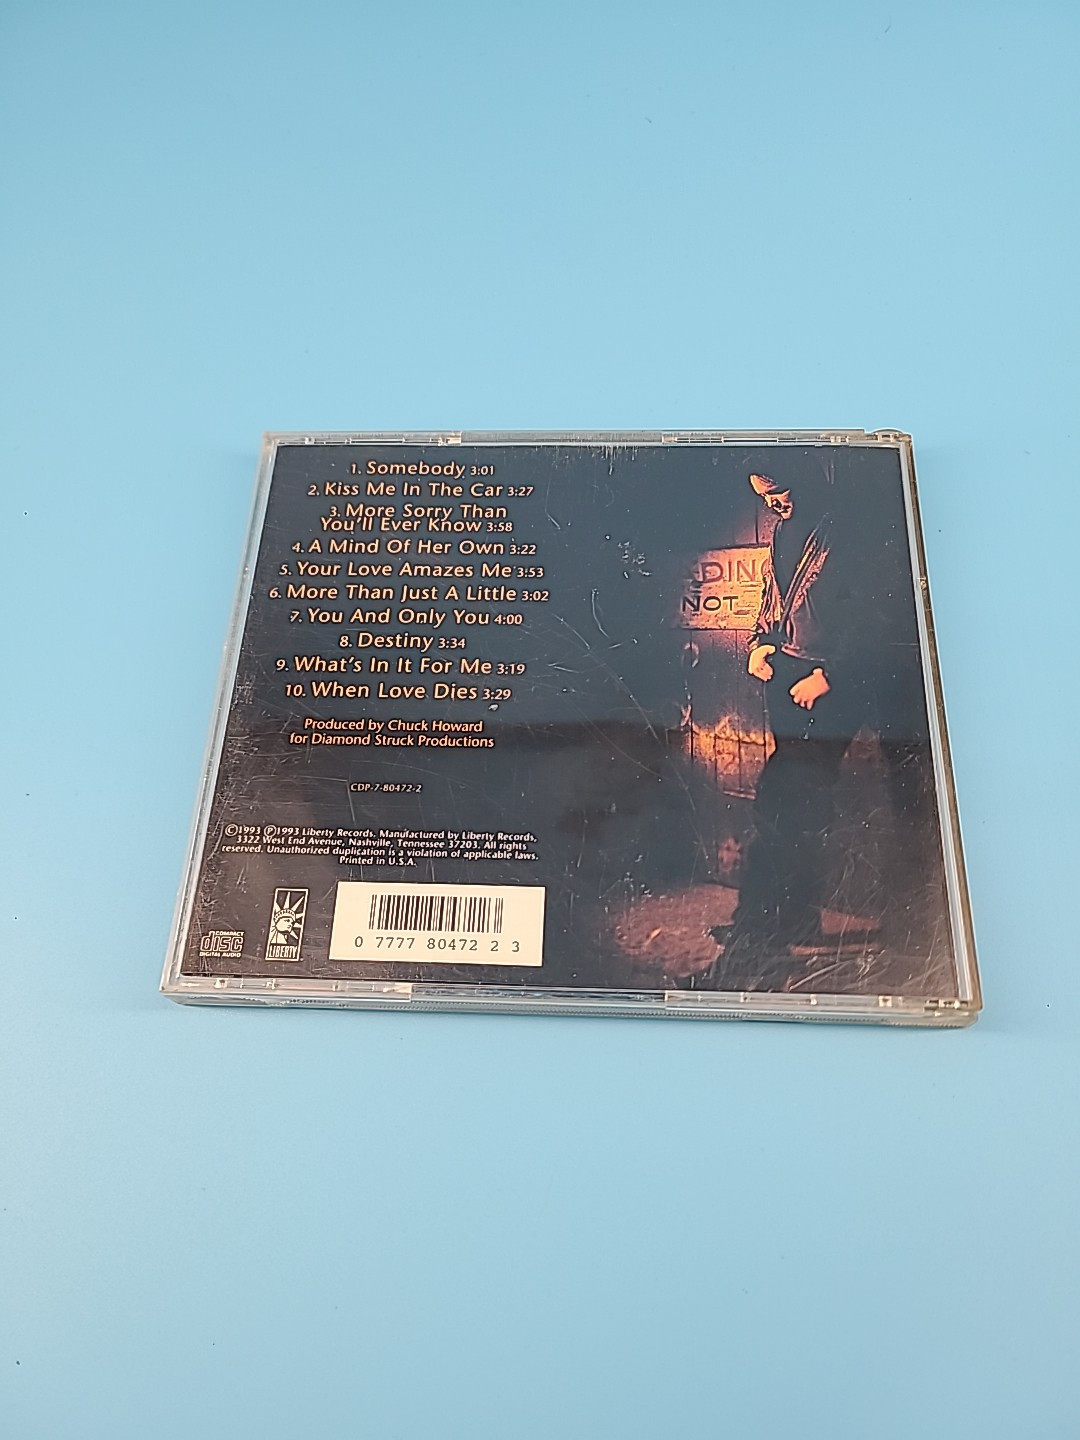 1. Somebody 3:01
2. Kiss Me In The Car 3:27
3. More Sorry Than
You'll Ever Know 3:58
4. A Mind Of Her Own 3:22
5. Your Love Amazes Me 3:53
6. More Than Just A Little 3:02
7. You And Only You 4:00
8. Destiny 3:34
9. What's In It For Me 3:19
10. When Love Dies 3:29
Produced by Chuck Howard
for Diamond Struck Productions
CDP-7-80472-2
©1993 ℗1993 Liberty Records. Manufactured by Liberty Records,
3322 West End Avenue, Nashville, Tennessee 37203. All rights
reserved. Unauthorized duplication is a violation of applicable laws.
Printed in U.S.A.
COMPACT
disc
DIGITAL AUDIO
LIBERTY
0 7777 80472 2 3
DING
NOT